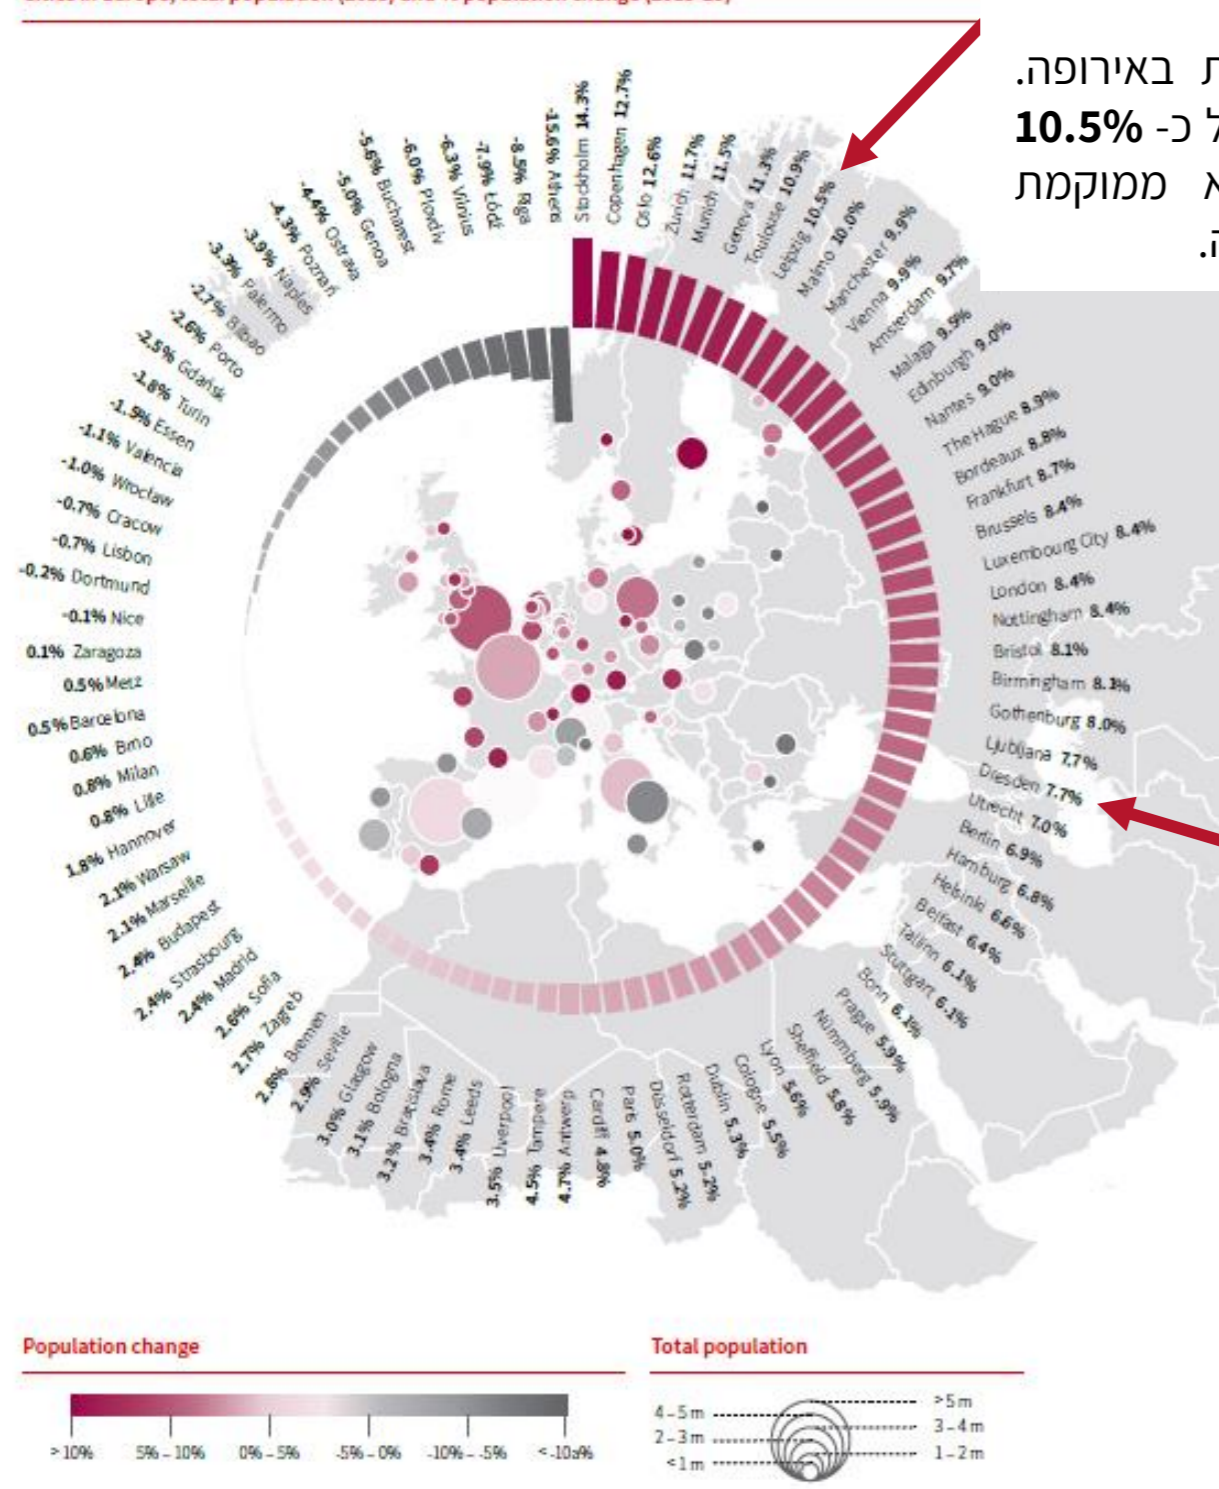 ת באירופה.
ל כ- 10.5%
א ממוקמת
ה.
Stockholm 14.3%
Copenhagen 12.7%
Oslo 12.6%
Zurich 11.7%
Munich 11.5%
Geneva 11.3%
Toulouse 10.9%
Leipzig 10.5%
Malmo 10.0%
Manchester 9.9%
Vienna 9.9%
Amsterdam 9.7%
Malaga 9.5%
Edinburgh 9.0%
Nantes 9.0%
The Hague 8.9%
Bordeaux 8.8%
Frankfurt 8.7%
Brussels 8.4%
Luxembourg City 8.4%
London 8.4%
Nottingham 8.4%
Bristol 8.1%
Birmingham 8.1%
Gothenburg 8.0%
Ljubljana 7.7%
Dresden 7.7%
Utrecht 7.0%
Berlin 6.9%
Hamburg 6.8%
Helsinki 6.6%
Belfast 6.4%
Tallinn 6.1%
Stuttgart 6.1%
Bonn 6.1%
Prague 5.9%
Nürnmberg 5.9%
Sheffield 5.8%
Lyon 5.6%
Cologne 5.5%
Dublin 5.3%
Rotterdam 5.2%
Düsseldorf 5.2%
Paris 5.0%
Cardiff 4.8%
4.7% Antwerp
4.5% Tampere
3.5% Liverpool
3.4% Leeds
3.4% Rome
3.2% Bratislava
3.1% Bologna
3.0% Glasgow
2.9% Seville
2.8% Bremen
2.7% Zagreb
2.6% Sofia
2.4% Madrid
2.4% Strasbourg
2.4% Budapest
2.1% Marseille
2.1% Warsaw
1.8% Hannover
0.8% Lille
0.8% Milan
0.6% Brno
0.5% Barcelona
0.5% Metz
0.1% Zaragoza
-0.1% Nice
-0.2% Dortmund
-0.7% Lisbon
-0.7% Cracow
-1.0% Wrocław
-1.1% Valencia
-1.5% Essen
-1.8% Turin
-2.5% Gdańsk
-2.6% Porto
-2.7% Bilbao
-3.3% Palermo
-3.9% Naples
-4.3% Poznań
-4.4% Ostrava
-5.0% Genoa
-5.6% Bucharest
-6.0% Plovdiv
-6.3% Vilnius
-7.9% Łódź
-8.5% Riga
-15.6% Athens
Population change
>10%
5% – 10%
0% – 5%
-5% – 0%
-10% – -5%
<-10a%
Total population
4 – 5 m
2 – 3 m
<1 m
>5 m
3 – 4 m
1 – 2 m